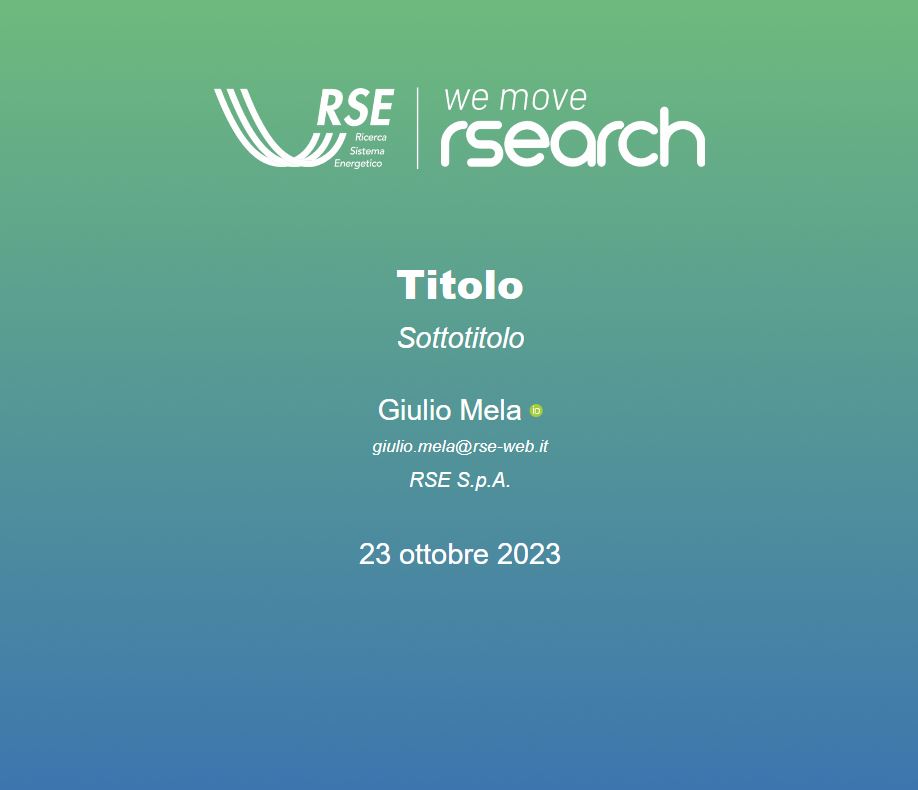 RSE
Ricerca
Sistema
Energetico
we move
rsearch
Titolo
Sottotitolo
Giulio Mela iD
giulio.mela@rse-web.it
RSE S.p.A.
23 ottobre 2023